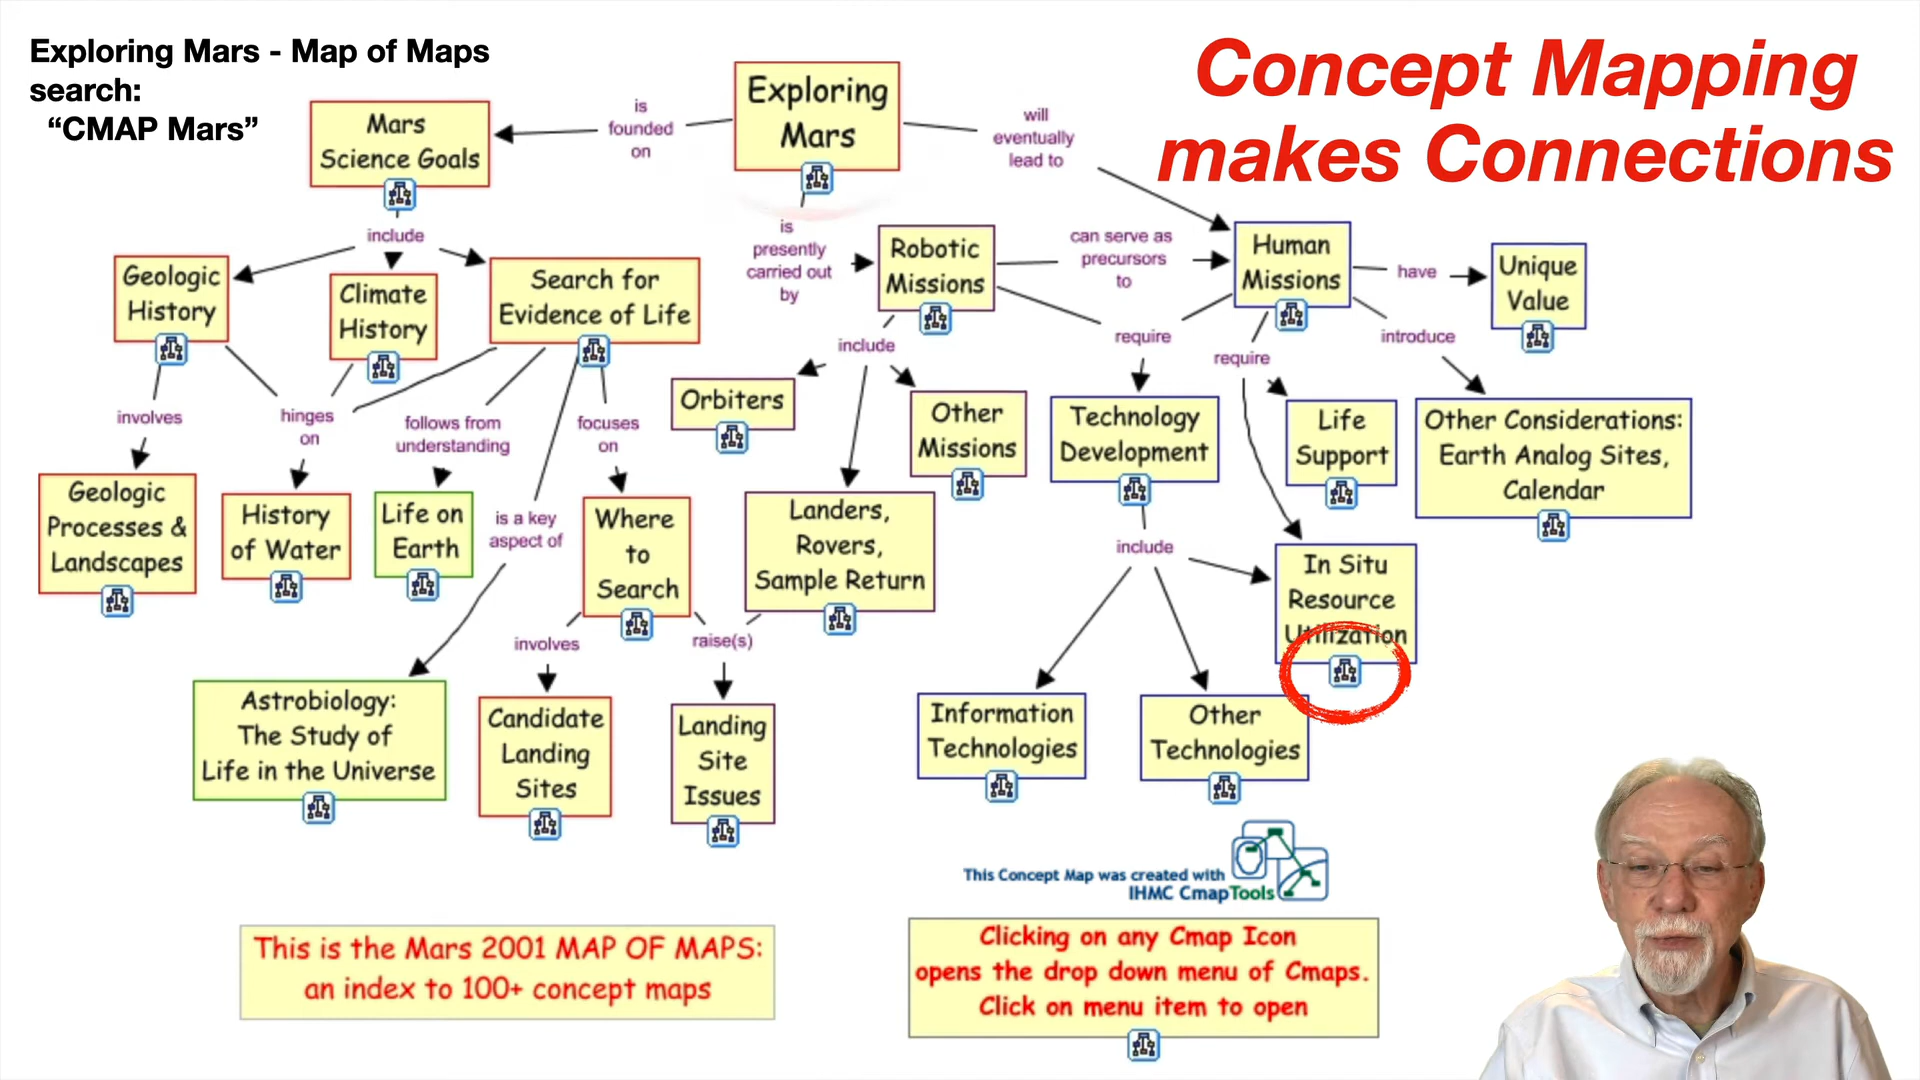 Exploring Mars - Map of Maps
search:
“CMAP Mars”
Concept Mapping
makes Connections
Exploring
Mars
is
founded
on
will
eventually
lead to
Mars
Science Goals
include
is
presently
carried out
by
Robotic
Missions
can serve as
precursors
to
Human
Missions
have
Unique
Value
Geologic
History
Climate
History
Search for
Evidence of Life
include
require
require
introduce
involves
hinges
on
follows from
understanding
focuses
on
Orbiters
Other
Missions
Technology
Development
Life
Support
Other Considerations:
Earth Analog Sites,
Calendar
Geologic
Processes &
Landscapes
History
of Water
Life on
Earth
is a key
aspect of
Where
to
Search
Landers,
Rovers,
Sample Return
include
In Situ
Resource
Utilization
involves
raise(s)
Astrobiology:
The Study of
Life in the Universe
Candidate
Landing
Sites
Landing
Site
Issues
Information
Technologies
Other
Technologies
This Concept Map was created with
IHMC CmapTools
This is the Mars 2001 MAP OF MAPS:
an index to 100+ concept maps
Clicking on any Cmap Icon
opens the drop down menu of Cmaps.
Click on menu item to open